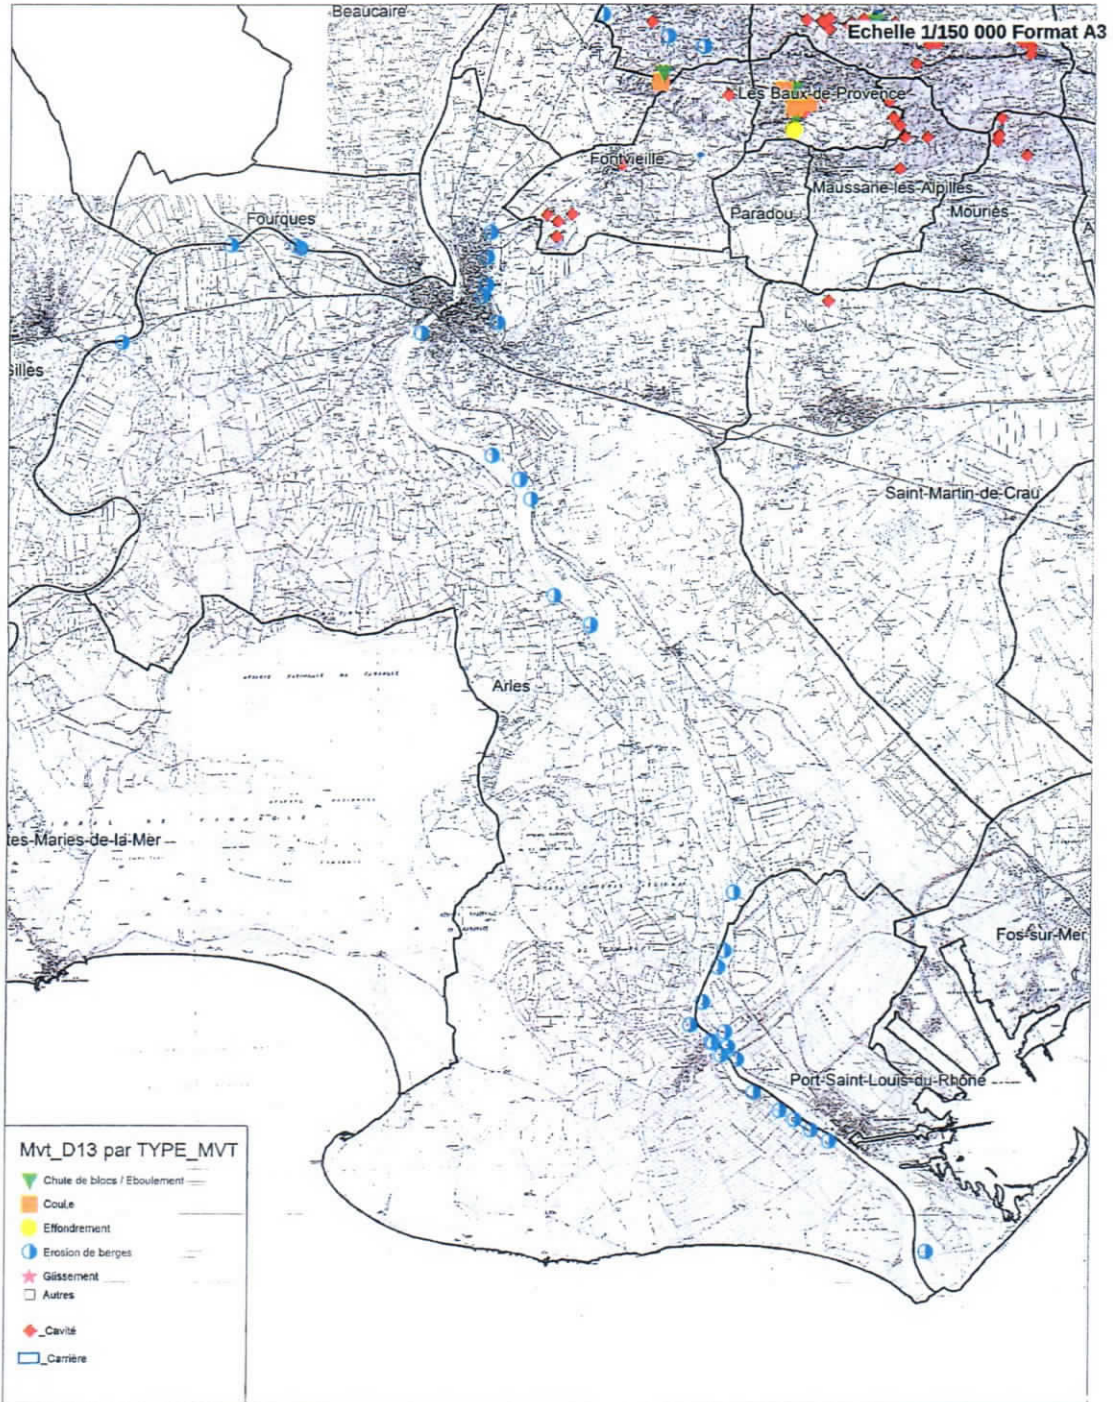 Beaucaire
Echelle 1/150 000 Format A3
Les Baux-de-Provence
Fontvieille
Maussane-les-Alpilles
Fourques
Paradou
Mouriès
A
illes
Saint-Martin-de-Crau
Arles
tes-Maries-de-la-Mer
Fos-sur-Mer
Port-Saint-Louis-du-Rhône
Mvt_D13 par TYPE_MVT
Chute de blocs / Eboulement
Coul.e
Effondrement
Erosion de berges
Glissement
Autres
_Cavité
_Carrière